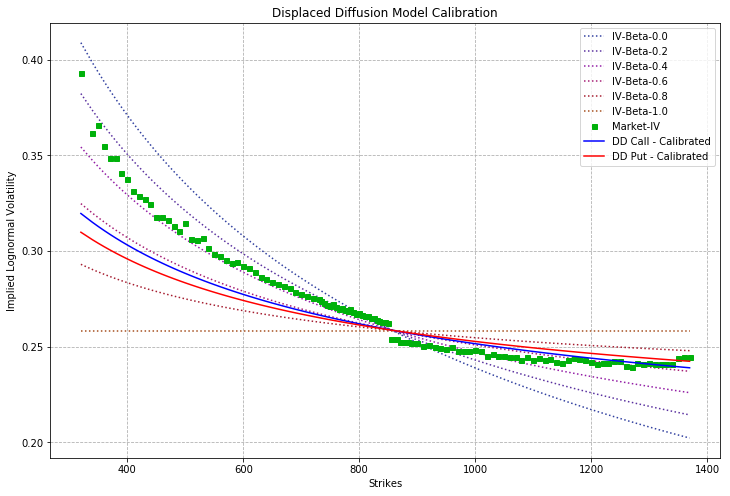 Displaced Diffusion Model Calibration
IV-Beta-0.0
IV-Beta-0.2
IV-Beta-0.4
IV-Beta-0.6
IV-Beta-0.8
IV-Beta-1.0
Market-IV
DD Call - Calibrated
DD Put - Calibrated
Implied Lognormal Volatility
0.40
0.35
0.30
0.25
0.20
400
600
800
1000
1200
1400
Strikes